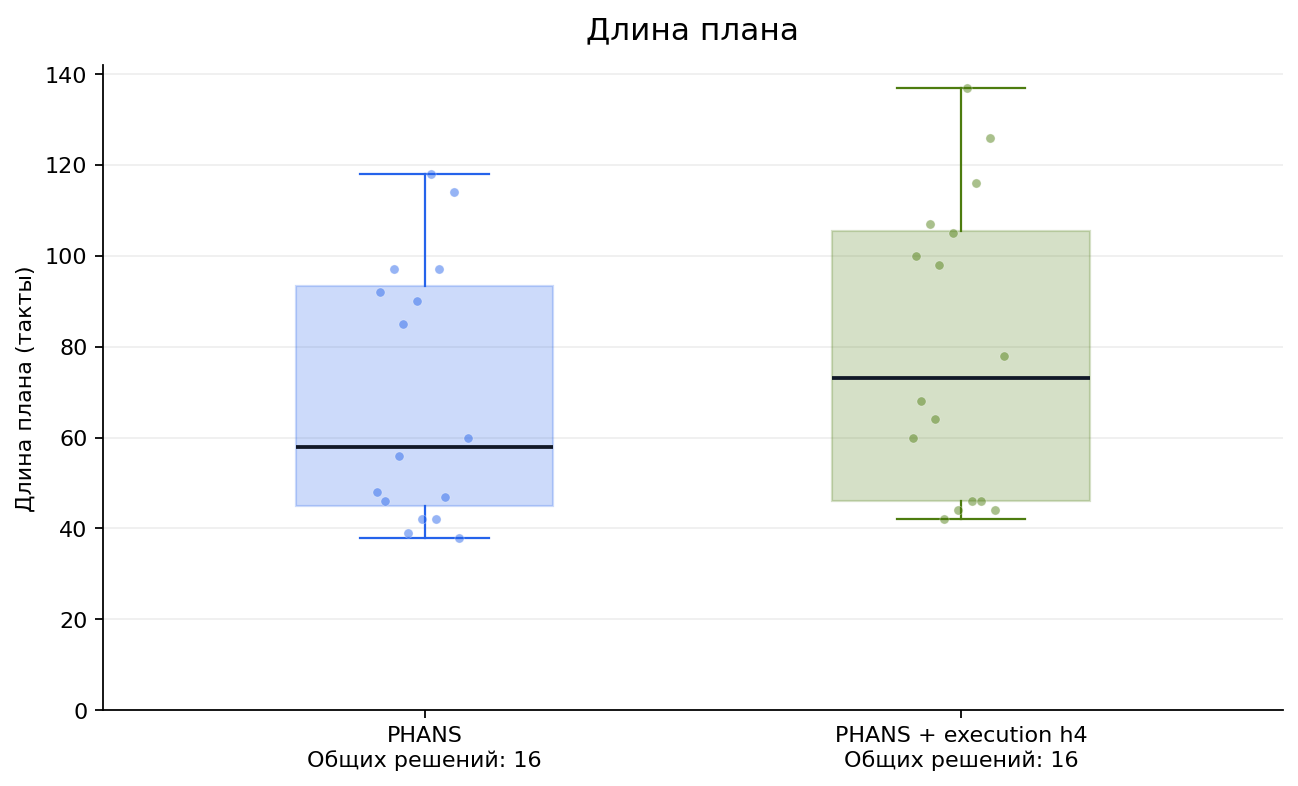 Длина плана
Длина плана (такты)
140
120
100
80
60
40
20
0
PHANS
Общих решений: 16
PHANS + execution h4
Общих решений: 16